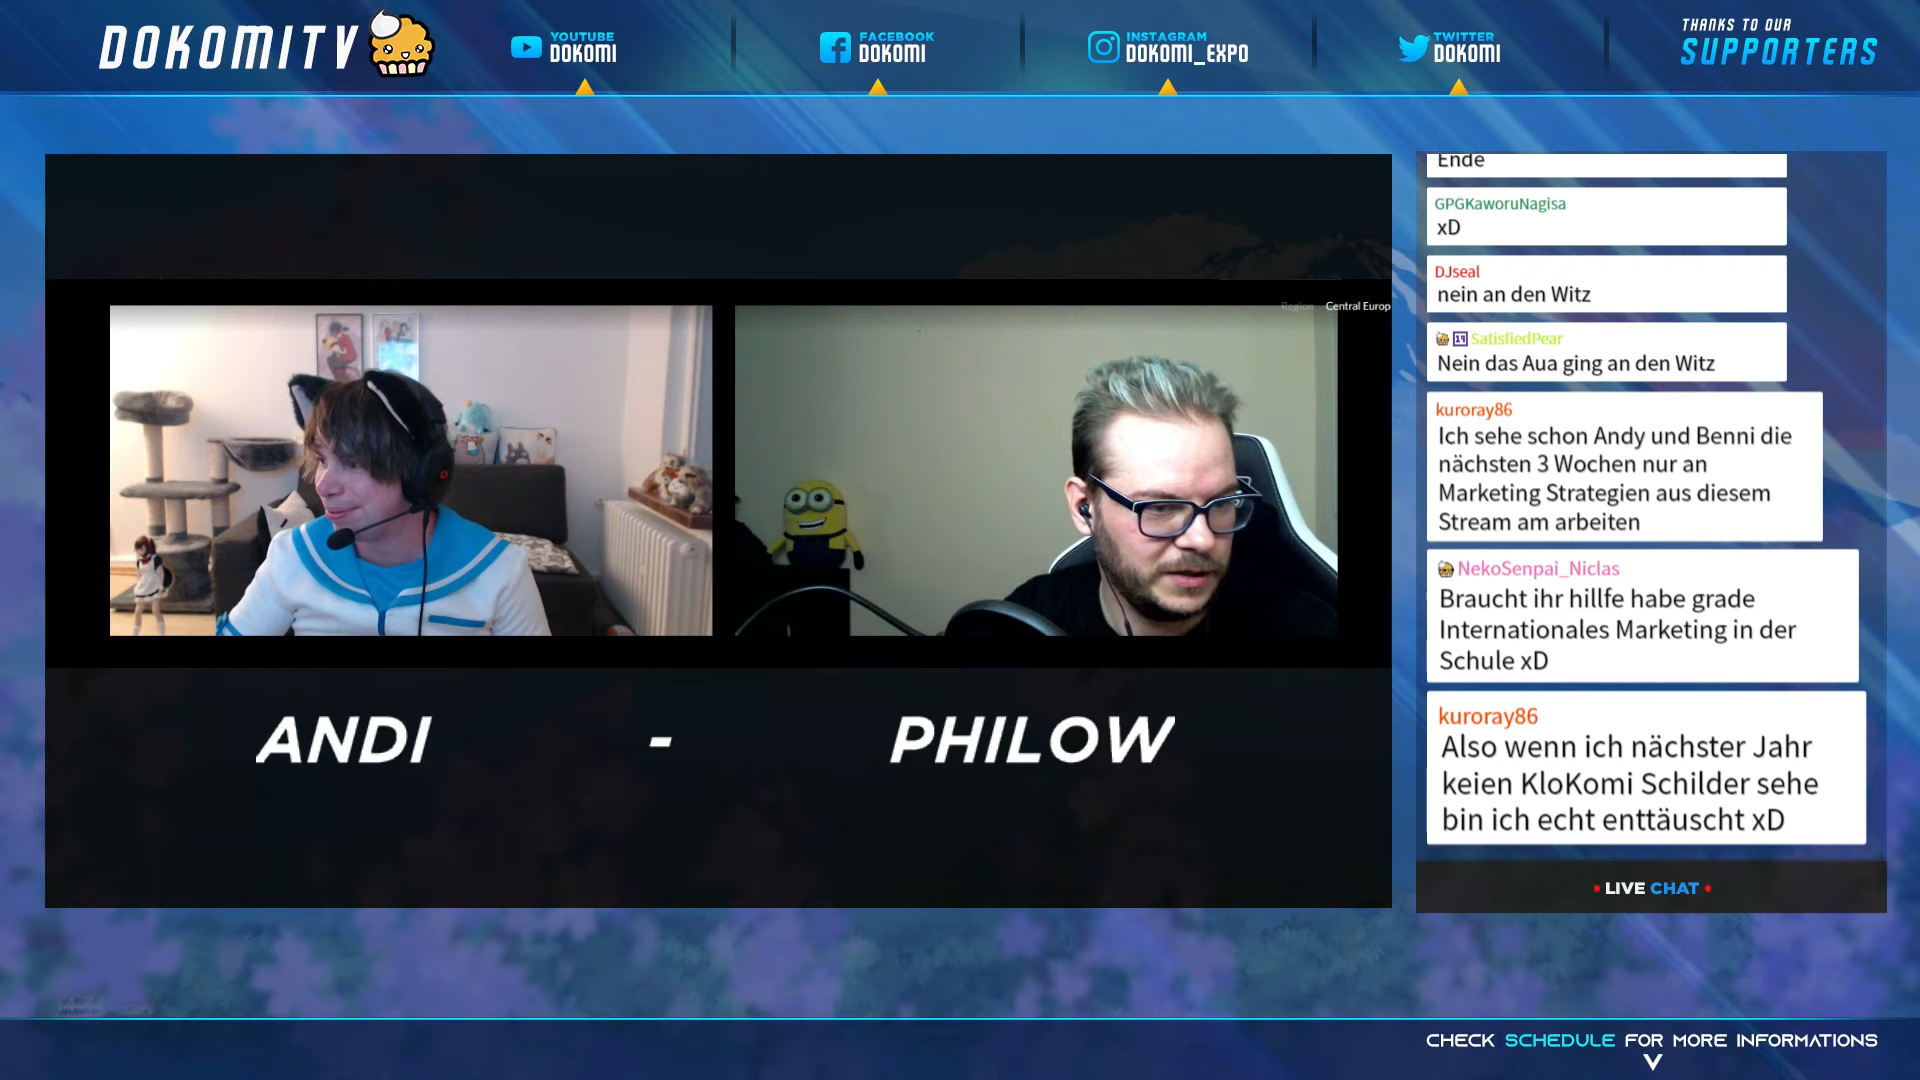 DOKOMITV
YOUTUBE
DOKOMI
FACEBOOK
DOKOMI
INSTAGRAM
DOKOMI_EXPO
TWITTER
DOKOMI
THANKS TO OUR
SUPPORTERS
Region Central Europ
ANDI - PHILOW
Ende
GPGKaworuNagisa
xD
DJseal
nein an den Witz
19 SatisfiedPear
Nein das Aua ging an den Witz
kuroray86
Ich sehe schon Andy und Benni die
nächsten 3 Wochen nur an
Marketing Strategien aus diesem
Stream am arbeiten
NekoSenpai_Niclas
Braucht ihr hillfe habe grade
Internationales Marketing in der
Schule xD
kuroray86
Also wenn ich nächster Jahr
keien KloKomi Schilder sehe
bin ich echt enttäuscht xD
• LIVE CHAT •
CHECK SCHEDULE FOR MORE INFORMATIONS